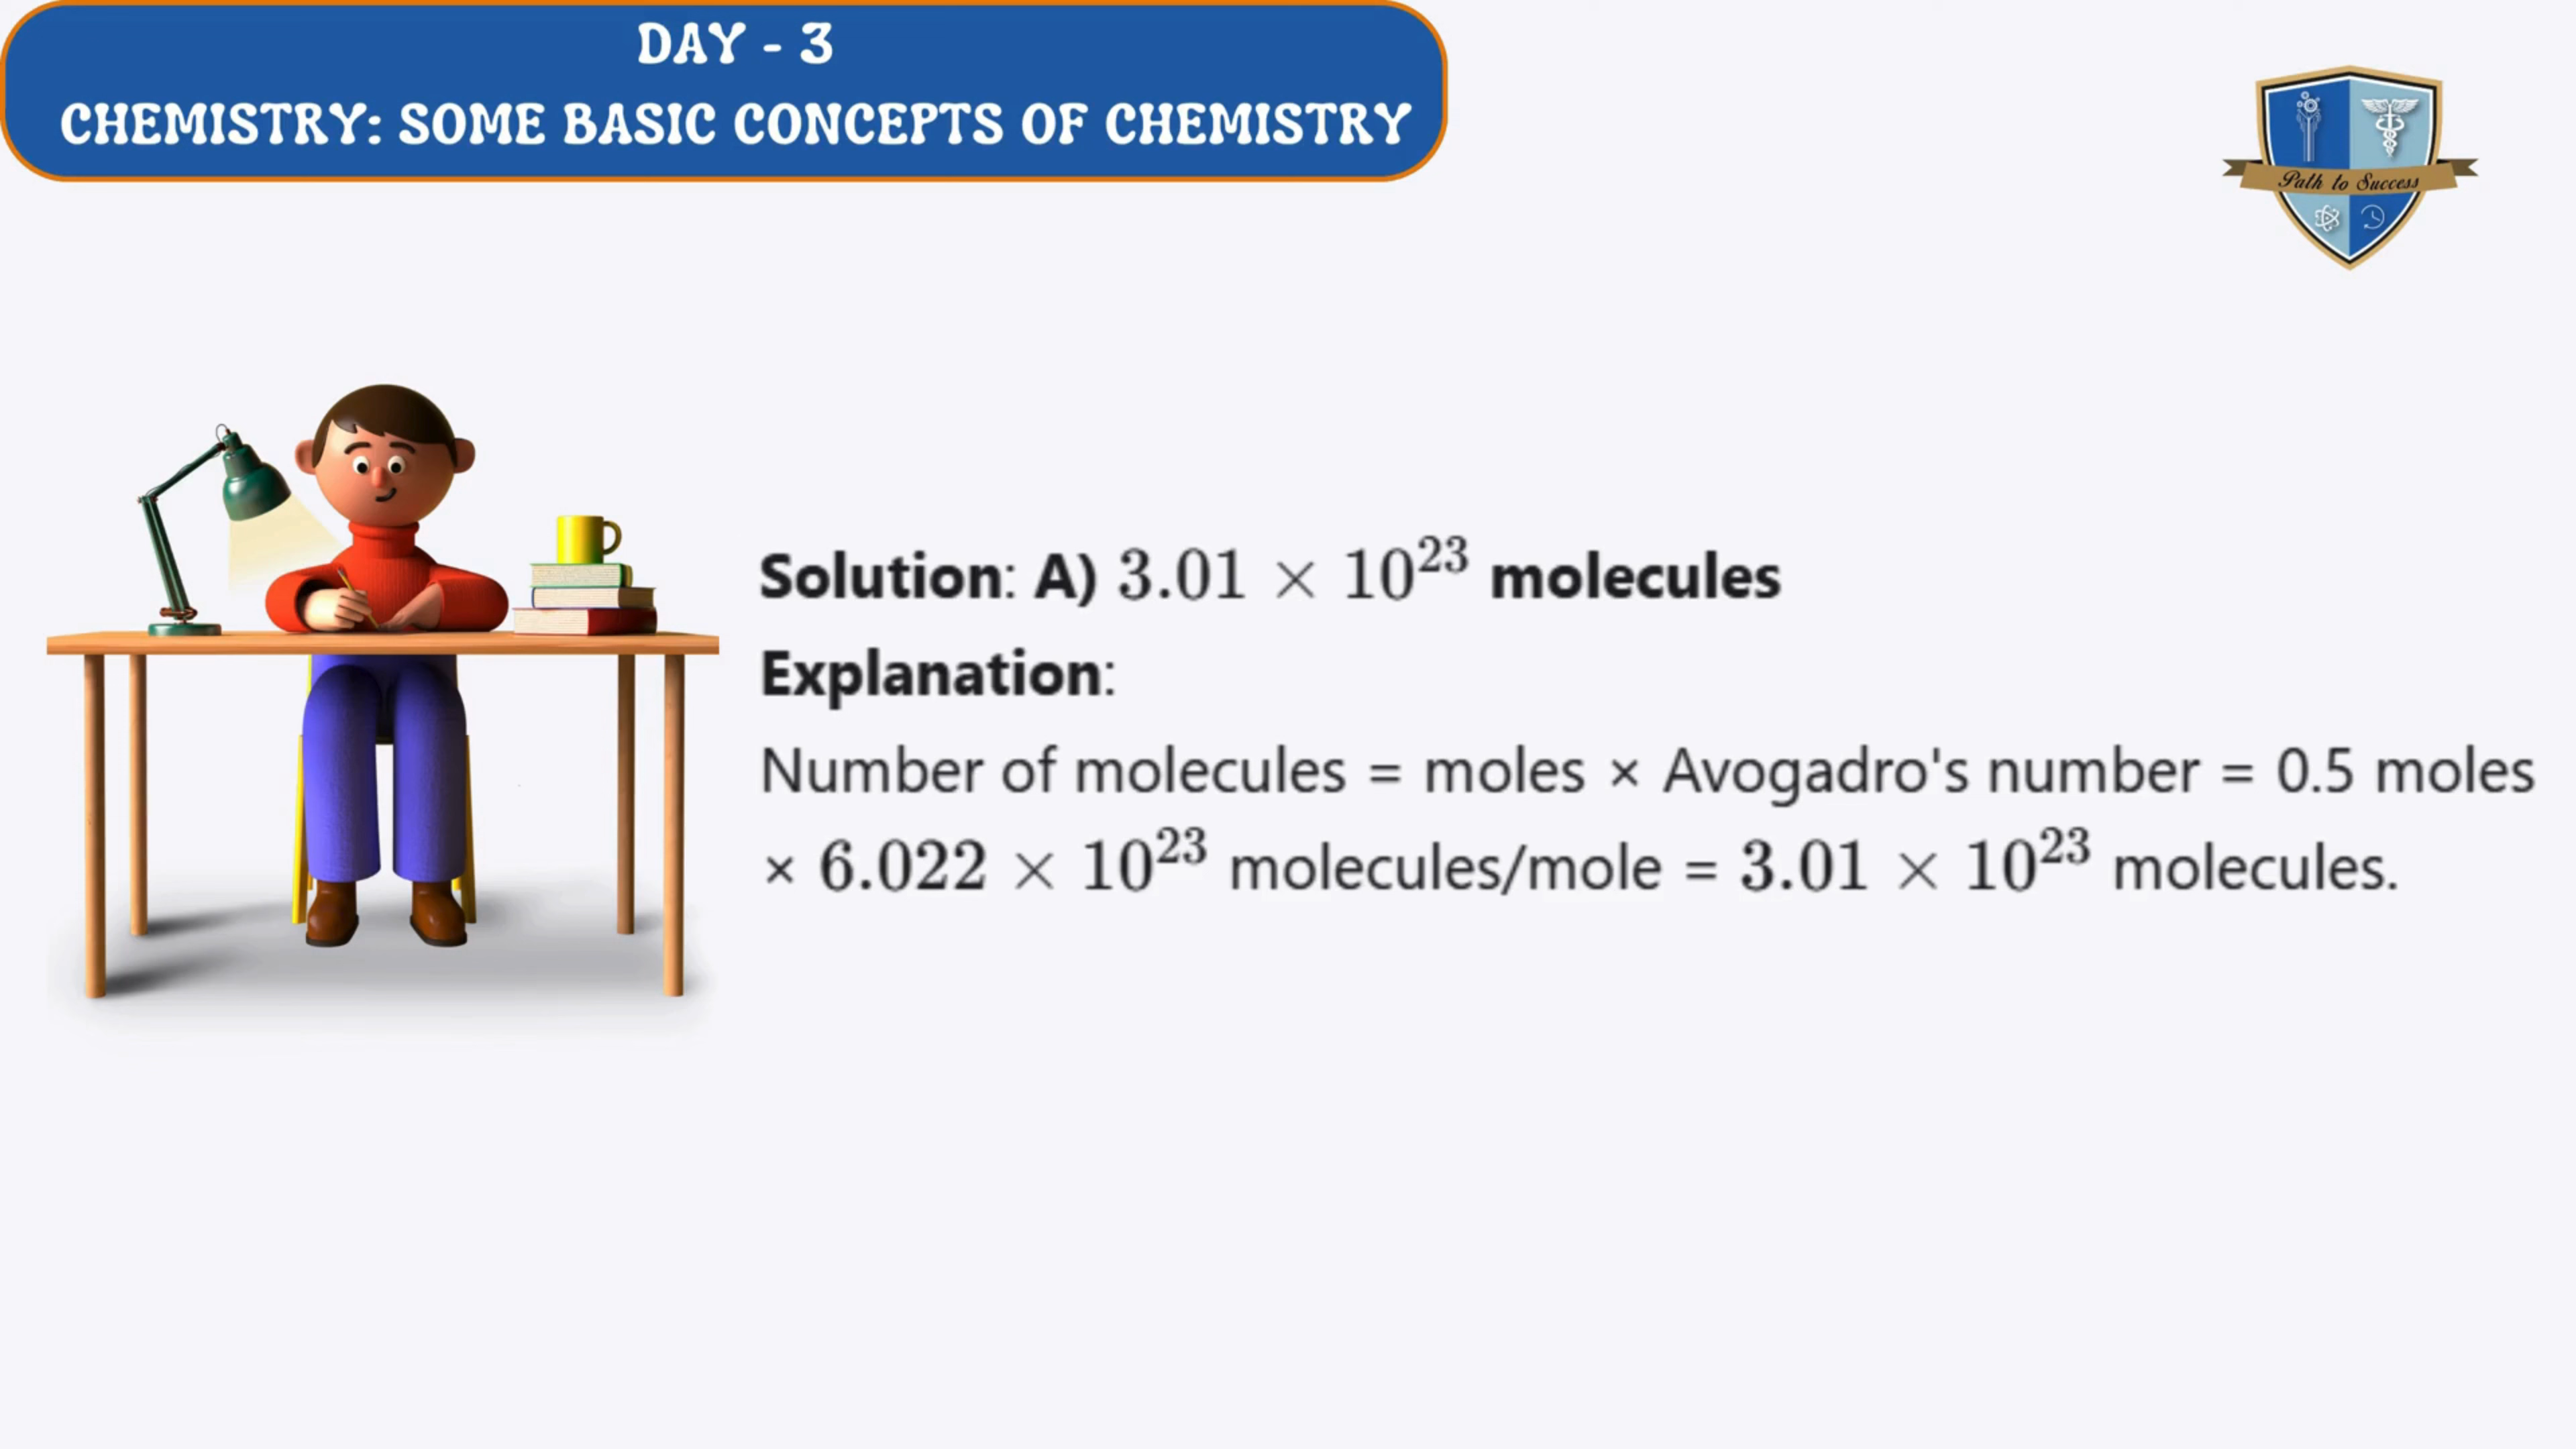 DAY - 3
CHEMISTRY: SOME BASIC CONCEPTS OF CHEMISTRY
Path to Success
Solution: A) 3.01 × 10²³ molecules
Explanation:
Number of molecules = moles × Avogadro's number = 0.5 moles
× 6.022 × 10²³ molecules/mole = 3.01 × 10²³ molecules.